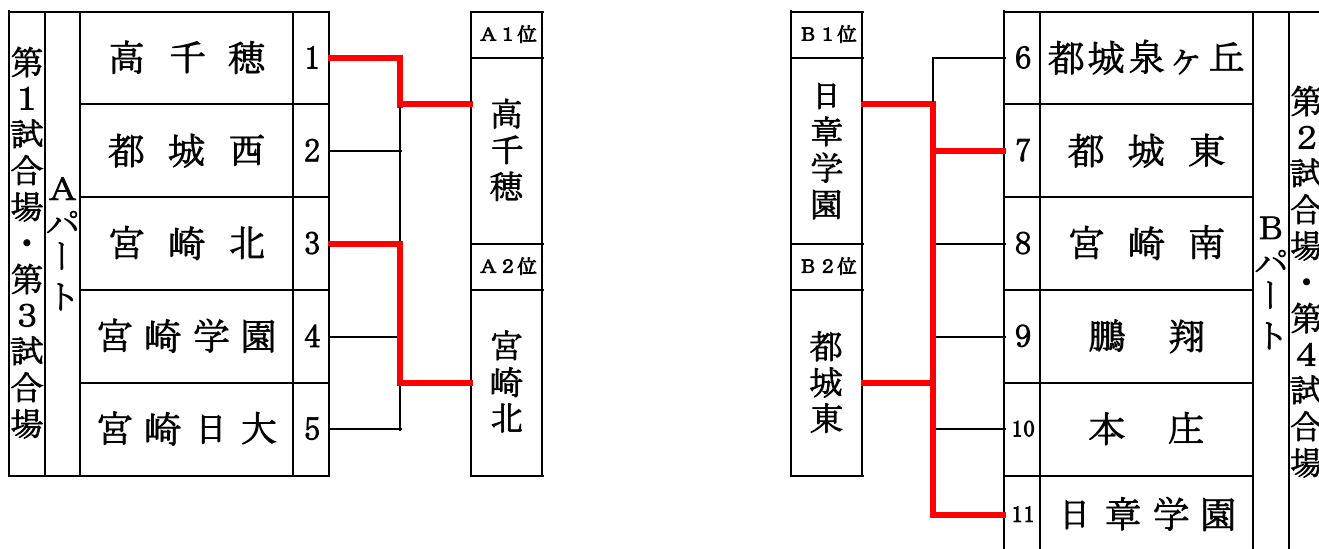 第1試合場・第3試合場
Aパート
高千穂 1
都城西 2
宮崎北 3
宮崎学園 4
宮崎日大 5
A1位
高千穂
A2位
宮崎北
B1位
日章学園
B2位
都城東
6 都城泉ヶ丘
7 都城東
8 宮崎南
9 鵬翔
10 本庄
11 日章学園
Bパート
第2試合場・第4試合場